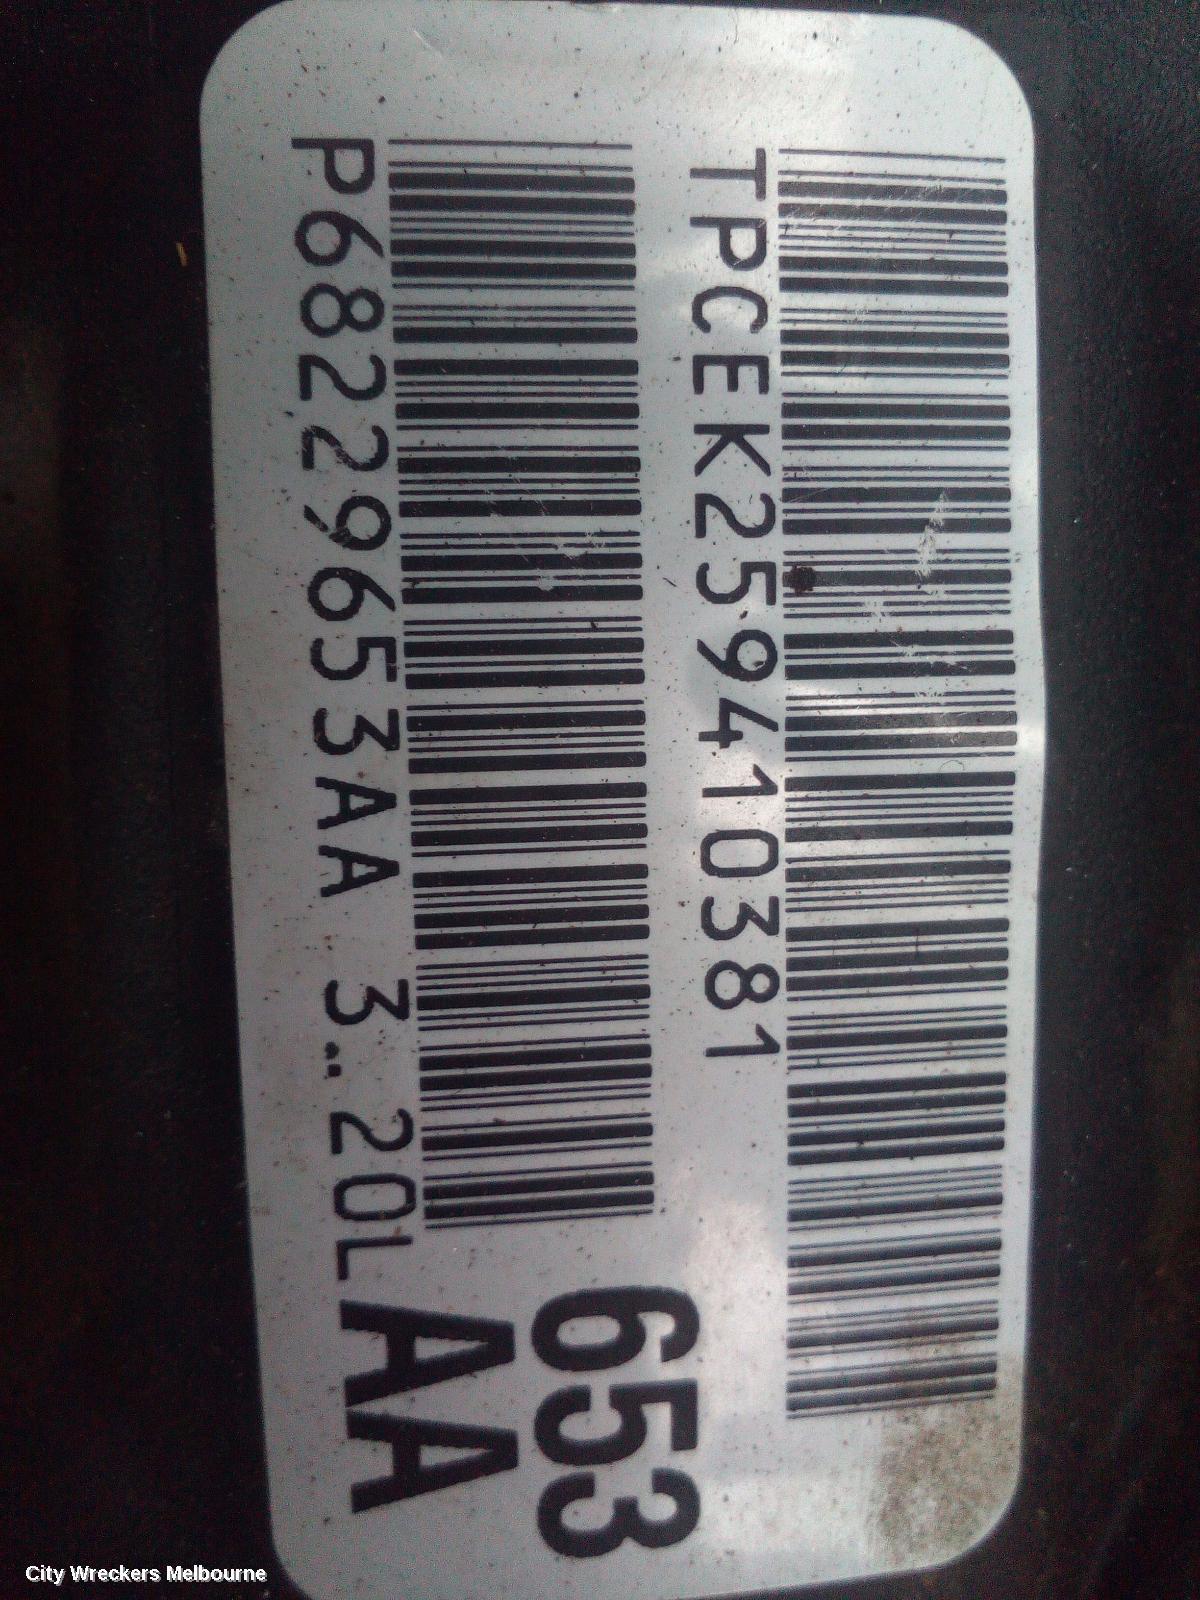 TPCEK259410381
P68229653AA 3..20L
653
AA
City Wreckers Melbourne